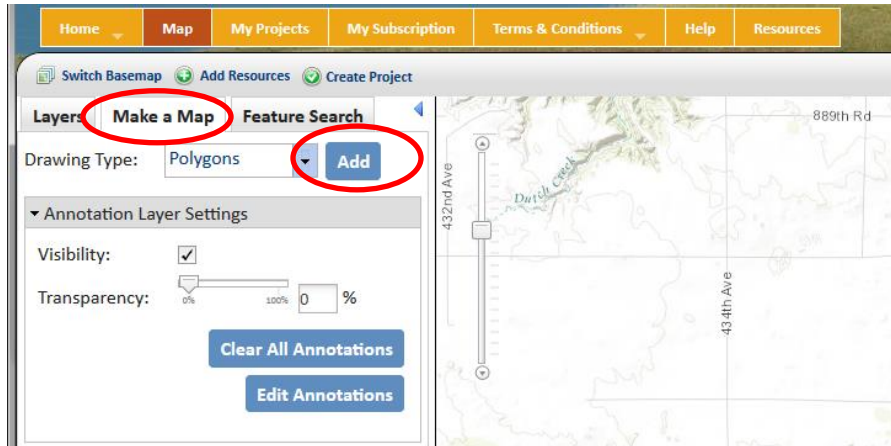 Home Map My Projects My Subscription Terms & Conditions Help Resources
Switch Basemap Add Resources Create Project
Layers Make a Map Feature Search
Drawing Type: Polygons Add
Annotation Layer Settings
Visibility:
Transparency: 0% 100% 0 %
Clear All Annotations
Edit Annotations
889th Rd
432nd Ave
Dutch Creek
434th Ave